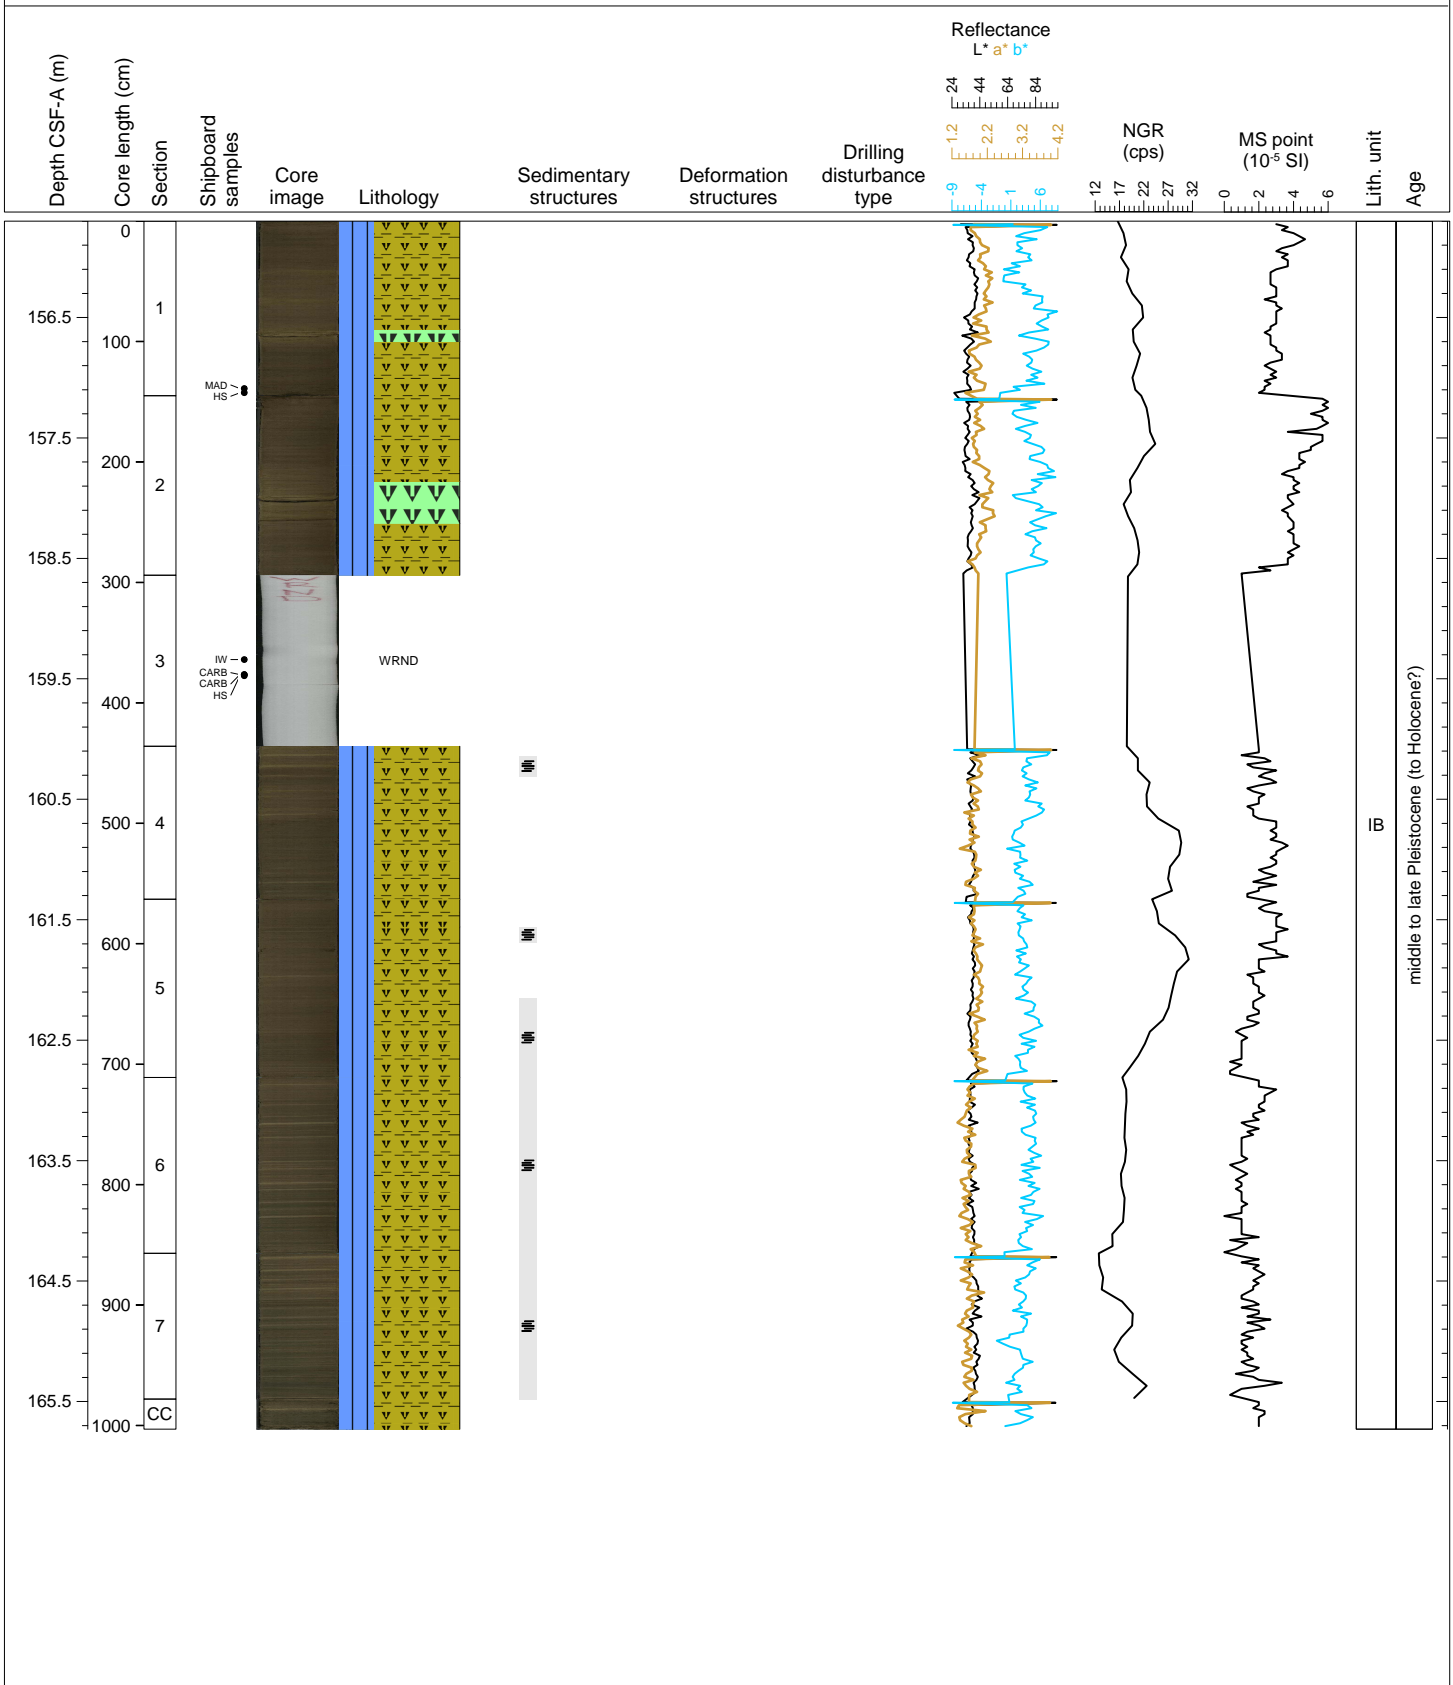 Depth CSF-A (m)
Core length (cm)
Section
Shipboard
samples
Core
image
Lithology
Sedimentary
structures
Deformation
structures
Drilling
disturbance
type
Reflectance
L* a* b*
24 44 64 84
1.2 2.2 3.2 4.2
-9 -4 1 6
NGR
(cps)
12 17 22 27 32
MS point
(10-5 SI)
0 2 4 6
Lith. unit
Age
0
1
156.5
100
MAD
HS
157.5
200
2
158.5
300
IW
3
WRND
CARB
159.5
CARB
HS
400
160.5
500
4
IB
161.5
600
middle to late Pleistocene (to Holocene?)
5
162.5
700
163.5
6
800
164.5
900
7
165.5
CC
1000